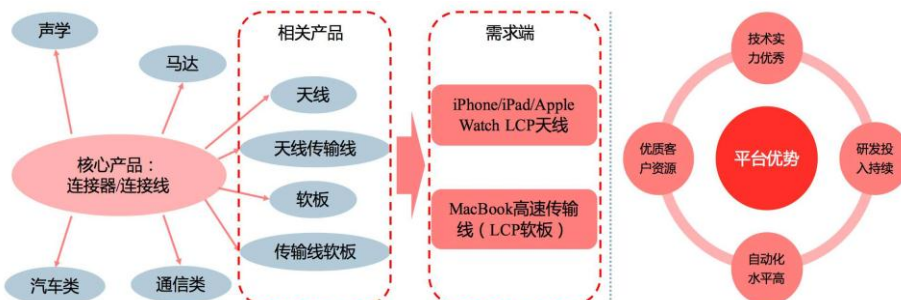 声学
马达
核心产品：
连接器/连接线
汽车类
通信类
相关产品
天线
天线传输线
软板
传输线软板
需求端
iPhone/iPad/Apple
Watch LCP天线
MacBook高速传输
线（LCP软板）
技术实
力优秀
优质客
户资源
平台优势
研发投
入持续
自动化
水平高